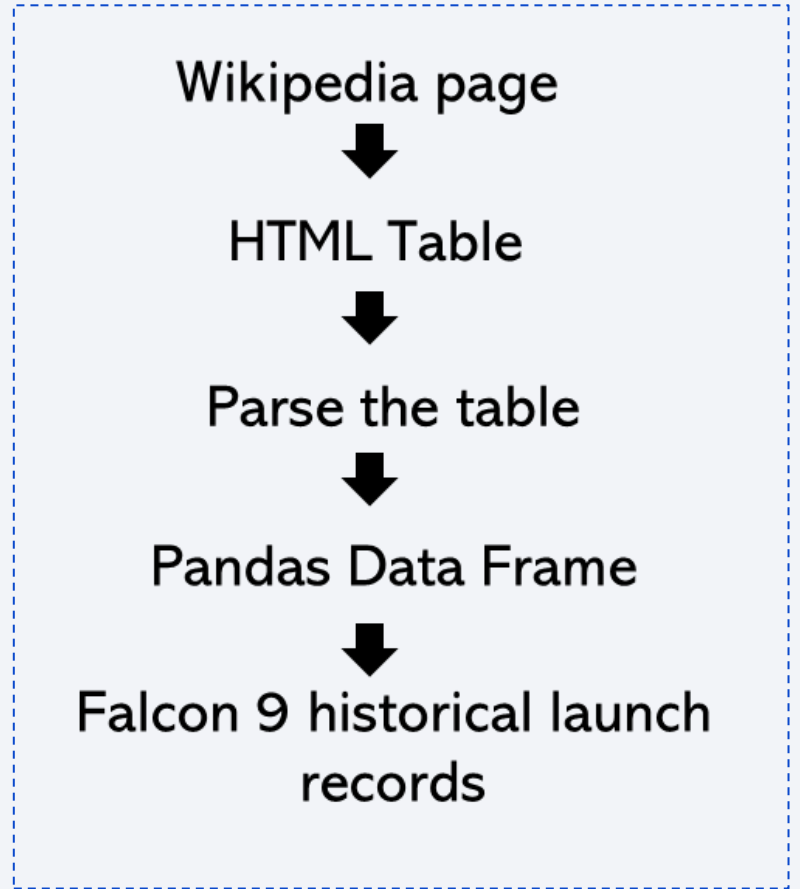 Wikipedia page
HTML Table
Parse the table
Pandas Data Frame
Falcon 9 historical launch
records